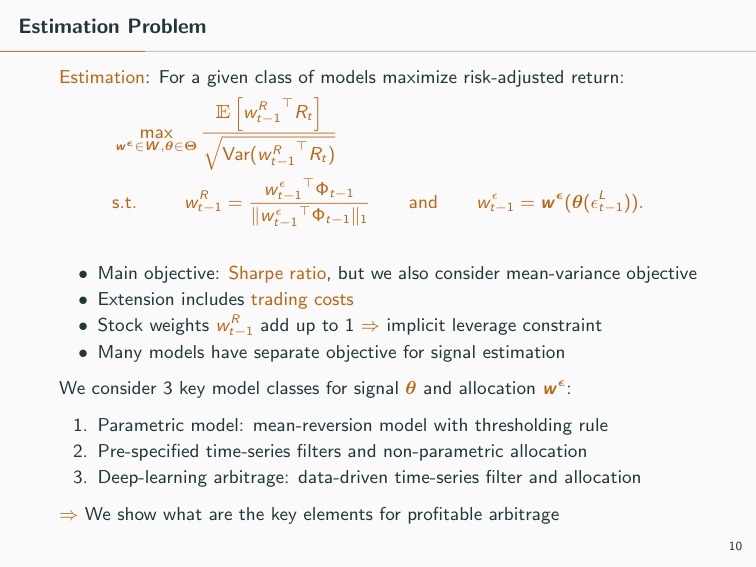 Estimation Problem
Estimation: For a given class of models maximize risk-adjusted return:
$$\max_{\boldsymbol{w}^{\boldsymbol{\epsilon}} \in \boldsymbol{W}, \boldsymbol{\theta} \in \Theta} \frac{\mathbb{E}\left[{w_{t-1}^{R}}^{\top} R_t\right]}{\sqrt{\text{Var}({w_{t-1}^{R}}^{\top} R_t)}}$$
$$\text{s.t.} \quad w_{t-1}^{R} = \frac{{w_{t-1}^{\epsilon}}^{\top} \Phi_{t-1}}{\|{w_{t-1}^{\epsilon}}^{\top} \Phi_{t-1}\|_1} \quad \text{and} \quad w_{t-1}^{\epsilon} = \boldsymbol{w}^{\boldsymbol{\epsilon}}(\boldsymbol{\theta}(\epsilon_{t-1}^{L})).$$
• Main objective: Sharpe ratio, but we also consider mean-variance objective
• Extension includes trading costs
• Stock weights $w_{t-1}^{R}$ add up to 1 ⇒ implicit leverage constraint
• Many models have separate objective for signal estimation
We consider 3 key model classes for signal $\boldsymbol{\theta}$ and allocation $\boldsymbol{w}^{\boldsymbol{\epsilon}}$:
1. Parametric model: mean-reversion model with thresholding rule
2. Pre-specified time-series filters and non-parametric allocation
3. Deep-learning arbitrage: data-driven time-series filter and allocation
⇒ We show what are the key elements for profitable arbitrage
10